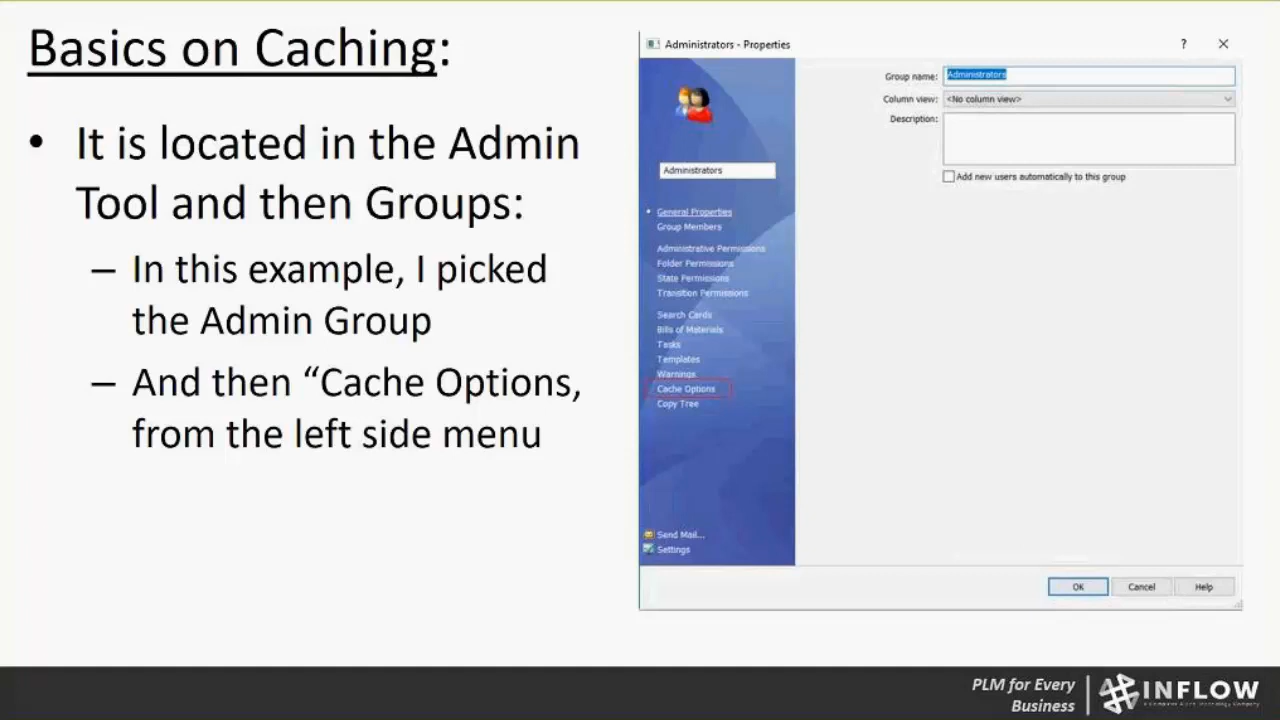 Basics on Caching:
• It is located in the Admin
Tool and then Groups:
– In this example, I picked
the Admin Group
– And then “Cache Options,
from the left side menu
Administrators - Properties
?
Administrators
General Properties
Group Members
Administrative Permissions
Folder Permissions
State Permissions
Transition Permissions
Search Cards
Bills of Materials
Tasks
Templates
Warnings
Cache Options
Copy Tree
Send Mail...
Settings
Group name: Administrators
Column view: <No column view>
Description:
Add new users automatically to this group
OK Cancel Help
PLM for Every
Business
INFLOW